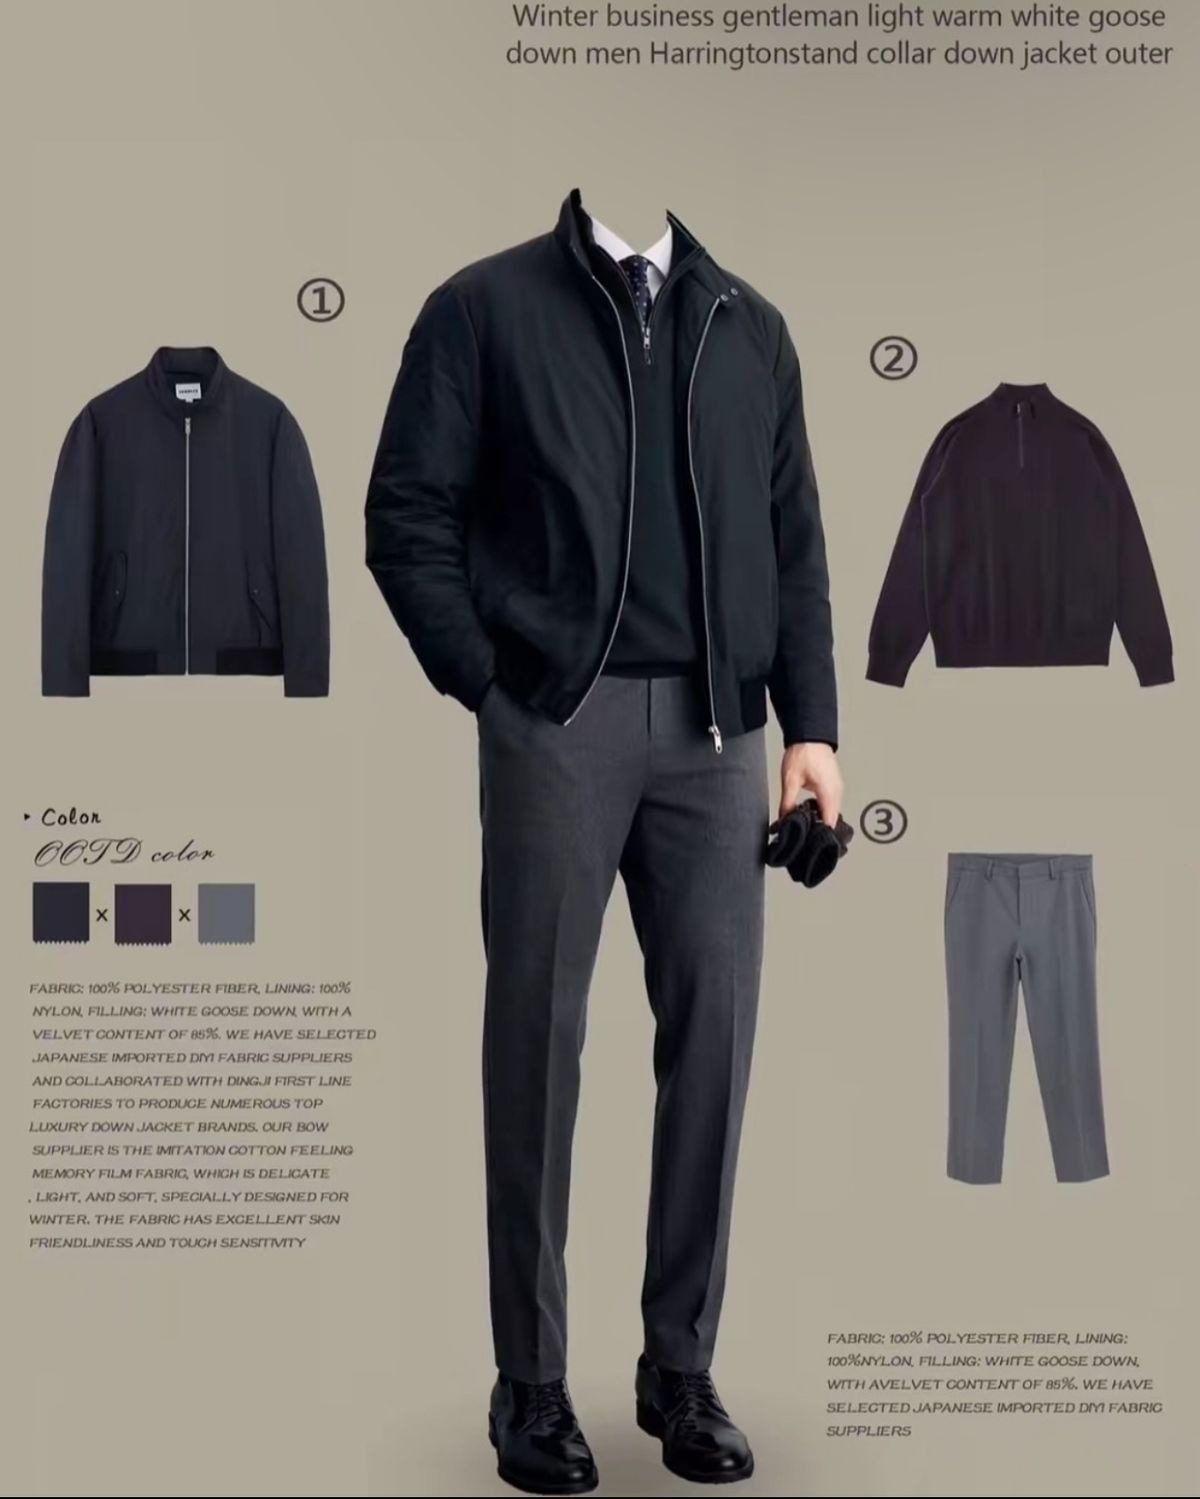 Winter business gentleman light warm white goose
down men Harringtonstand collar down jacket outer
①
②
▸ Color
OOTD color
x x
FABRIC: 100% POLYESTER FIBER, LINING: 100%
NYLON, FILLING: WHITE GOOSE DOWN, WITH A
VELVET CONTENT OF 85%. WE HAVE SELECTED
JAPANESE IMPORTED DIYI FABRIC SUPPLIERS
AND COLLABORATED WITH DINGJI FIRST LINE
FACTORIES TO PRODUCE NUMEROUS TOP
LUXURY DOWN JACKET BRANDS. OUR BOW
SUPPLIER IS THE IMITATION COTTON FEELING
MEMORY FILM FABRIC, WHICH IS DELICATE
, LIGHT, AND SOFT, SPECIALLY DESIGNED FOR
WINTER. THE FABRIC HAS EXCELLENT SKIN
FRIENDLINESS AND TOUCH SENSITIVITY
③
FABRIC: 100% POLYESTER FIBER, LINING:
100%NYLON, FILLING: WHITE GOOSE DOWN,
WITH AVELVET CONTENT OF 85%. WE HAVE
SELECTED JAPANESE IMPORTED DIYI FABRIC
SUPPLIERS